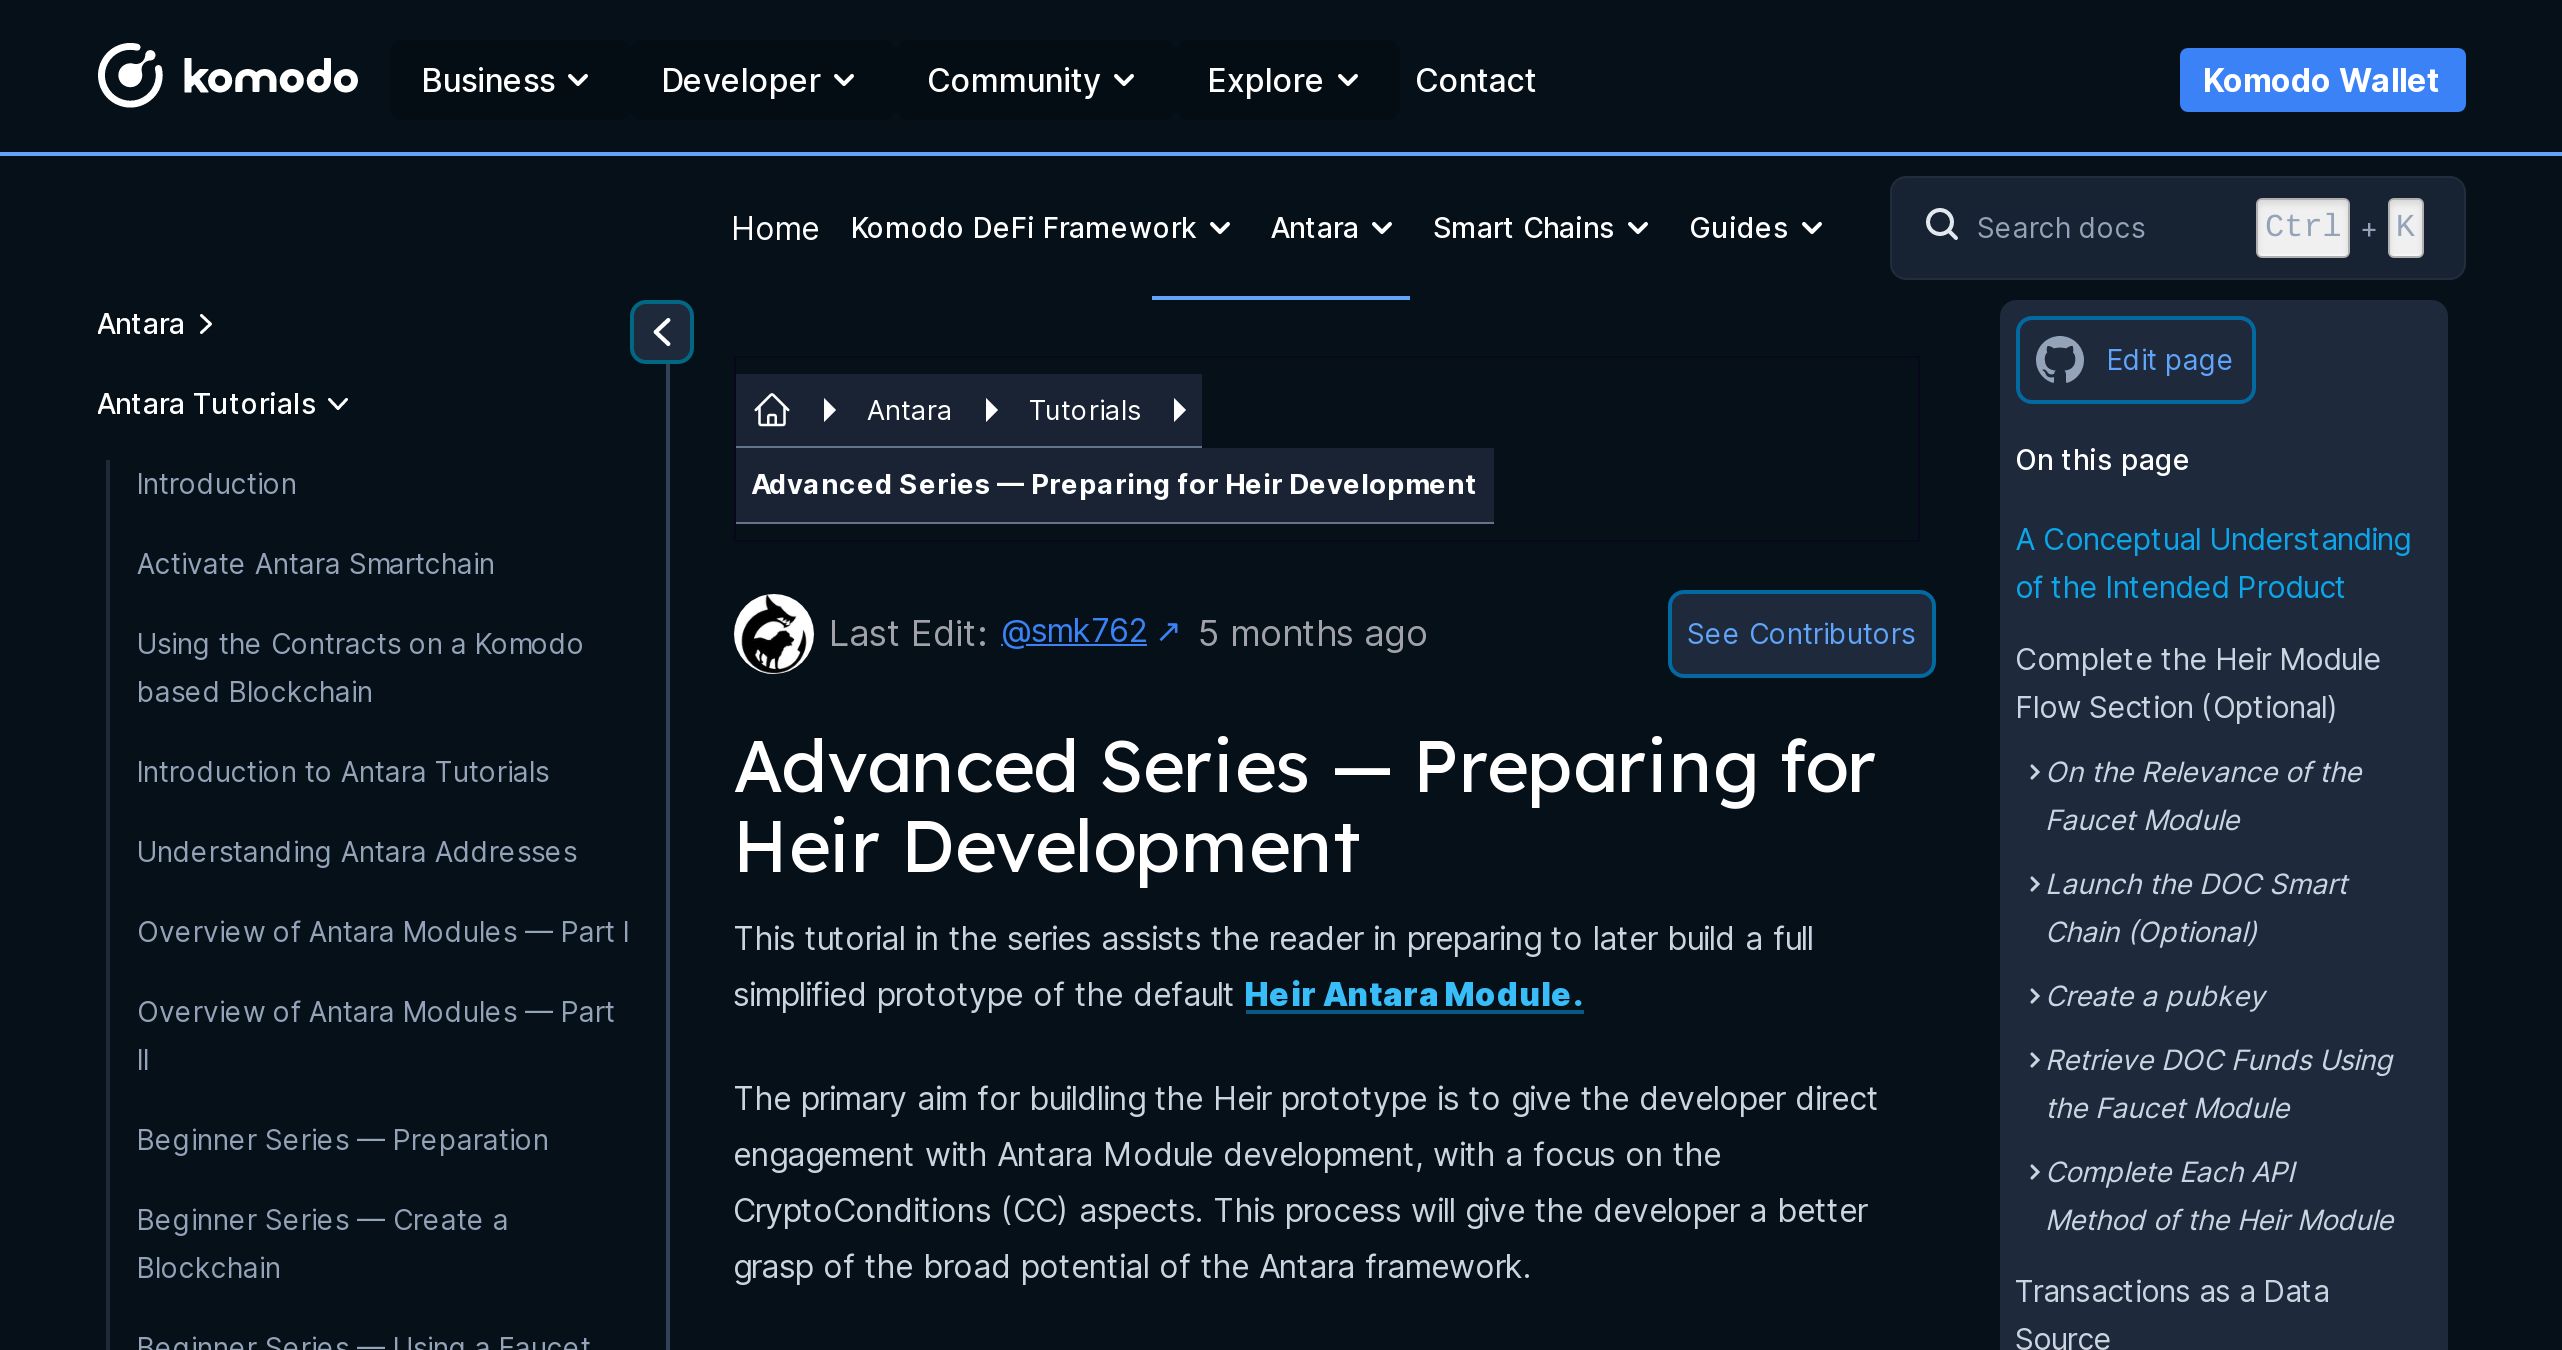 komodo
Business
Developer
Community
Explore
Contact
Komodo Wallet
Home
Komodo DeFi Framework
Antara
Smart Chains
Guides
Search docs
Ctrl + K
Antara
Antara Tutorials
Introduction
Activate Antara Smartchain
Using the Contracts on a Komodo
based Blockchain
Introduction to Antara Tutorials
Understanding Antara Addresses
Overview of Antara Modules — Part I
Overview of Antara Modules — Part
II
Beginner Series — Preparation
Beginner Series — Create a
Blockchain
Beginner Series — Using a Faucet
Antara
Tutorials
Advanced Series — Preparing for Heir Development
Last Edit: @smk762 ↗ 5 months ago
See Contributors
Advanced Series — Preparing for
Heir Development
This tutorial in the series assists the reader in preparing to later build a full
simplified prototype of the default Heir Antara Module.
The primary aim for buildling the Heir prototype is to give the developer direct
engagement with Antara Module development, with a focus on the
CryptoConditions (CC) aspects. This process will give the developer a better
grasp of the broad potential of the Antara framework.
Edit page
On this page
A Conceptual Understanding
of the Intended Product
Complete the Heir Module
Flow Section (Optional)
On the Relevance of the
Faucet Module
Launch the DOC Smart
Chain (Optional)
Create a pubkey
Retrieve DOC Funds Using
the Faucet Module
Complete Each API
Method of the Heir Module
Transactions as a Data
Source